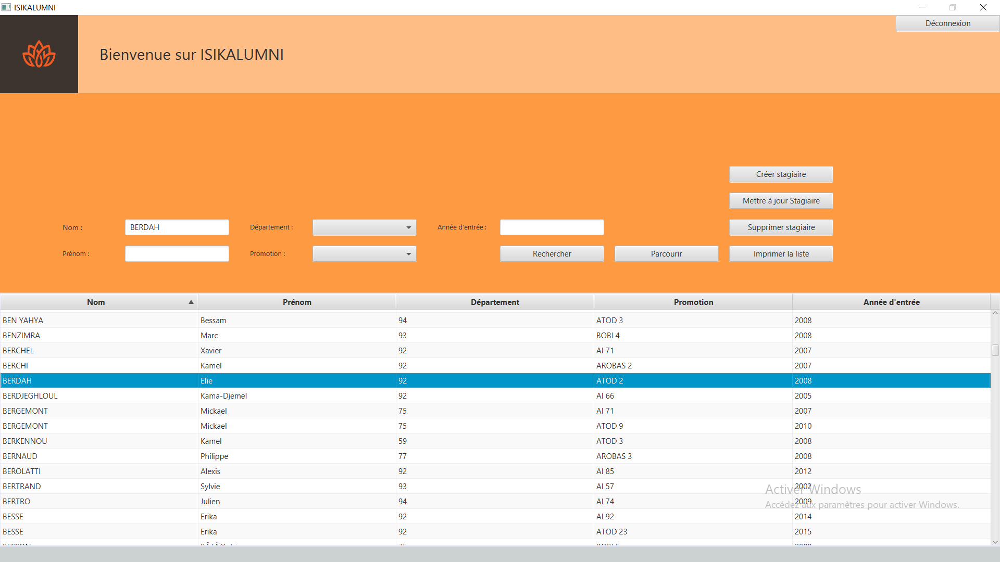 ISIKALUMNI
Déconnexion
Bienvenue sur ISIKALUMNI
Créer stagiaire
Mettre à jour Stagiaire
Nom : BERDAH Département : Année d'entrée : Supprimer stagiaire
Prénom : Promotion : Rechercher Parcourir Imprimer la liste
Nom Prénom Département Promotion Année d'entrée
BEN YAHYA Bessam 94 ATOD 3 2008
BENZIMRA Marc 93 BOBI 4 2008
BERCHEL Xavier 92 AI 71 2007
BERCHI Kamel 92 AROBAS 2 2007
BERDAH Elie 92 ATOD 2 2008
BERDJEGHLOUL Kama-Djemel 92 AI 66 2005
BERGEMONT Mickael 75 AI 71 2007
BERGEMONT Mickael 75 ATOD 9 2010
BERKENNOU Kamel 59 ATOD 3 2008
BERNAUD Philippe 77 AROBAS 3 2008
BEROLATTI Alexis 92 AI 85 2012
BERTRAND Sylvie 93 AI 57 2002
Activer Windows
BERTRO Julien 94 AI 74 2009
Accédez aux paramètres pour activer Windows.
BESSE Erika 92 AI 92 2014
BESSE Erika 92 ATOD 23 2015